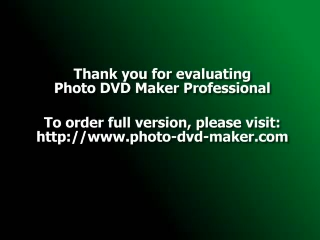 Thank you for evaluating
Photo DVD Maker Professional
To order full version, please visit:
http://www.photo-dvd-maker.com